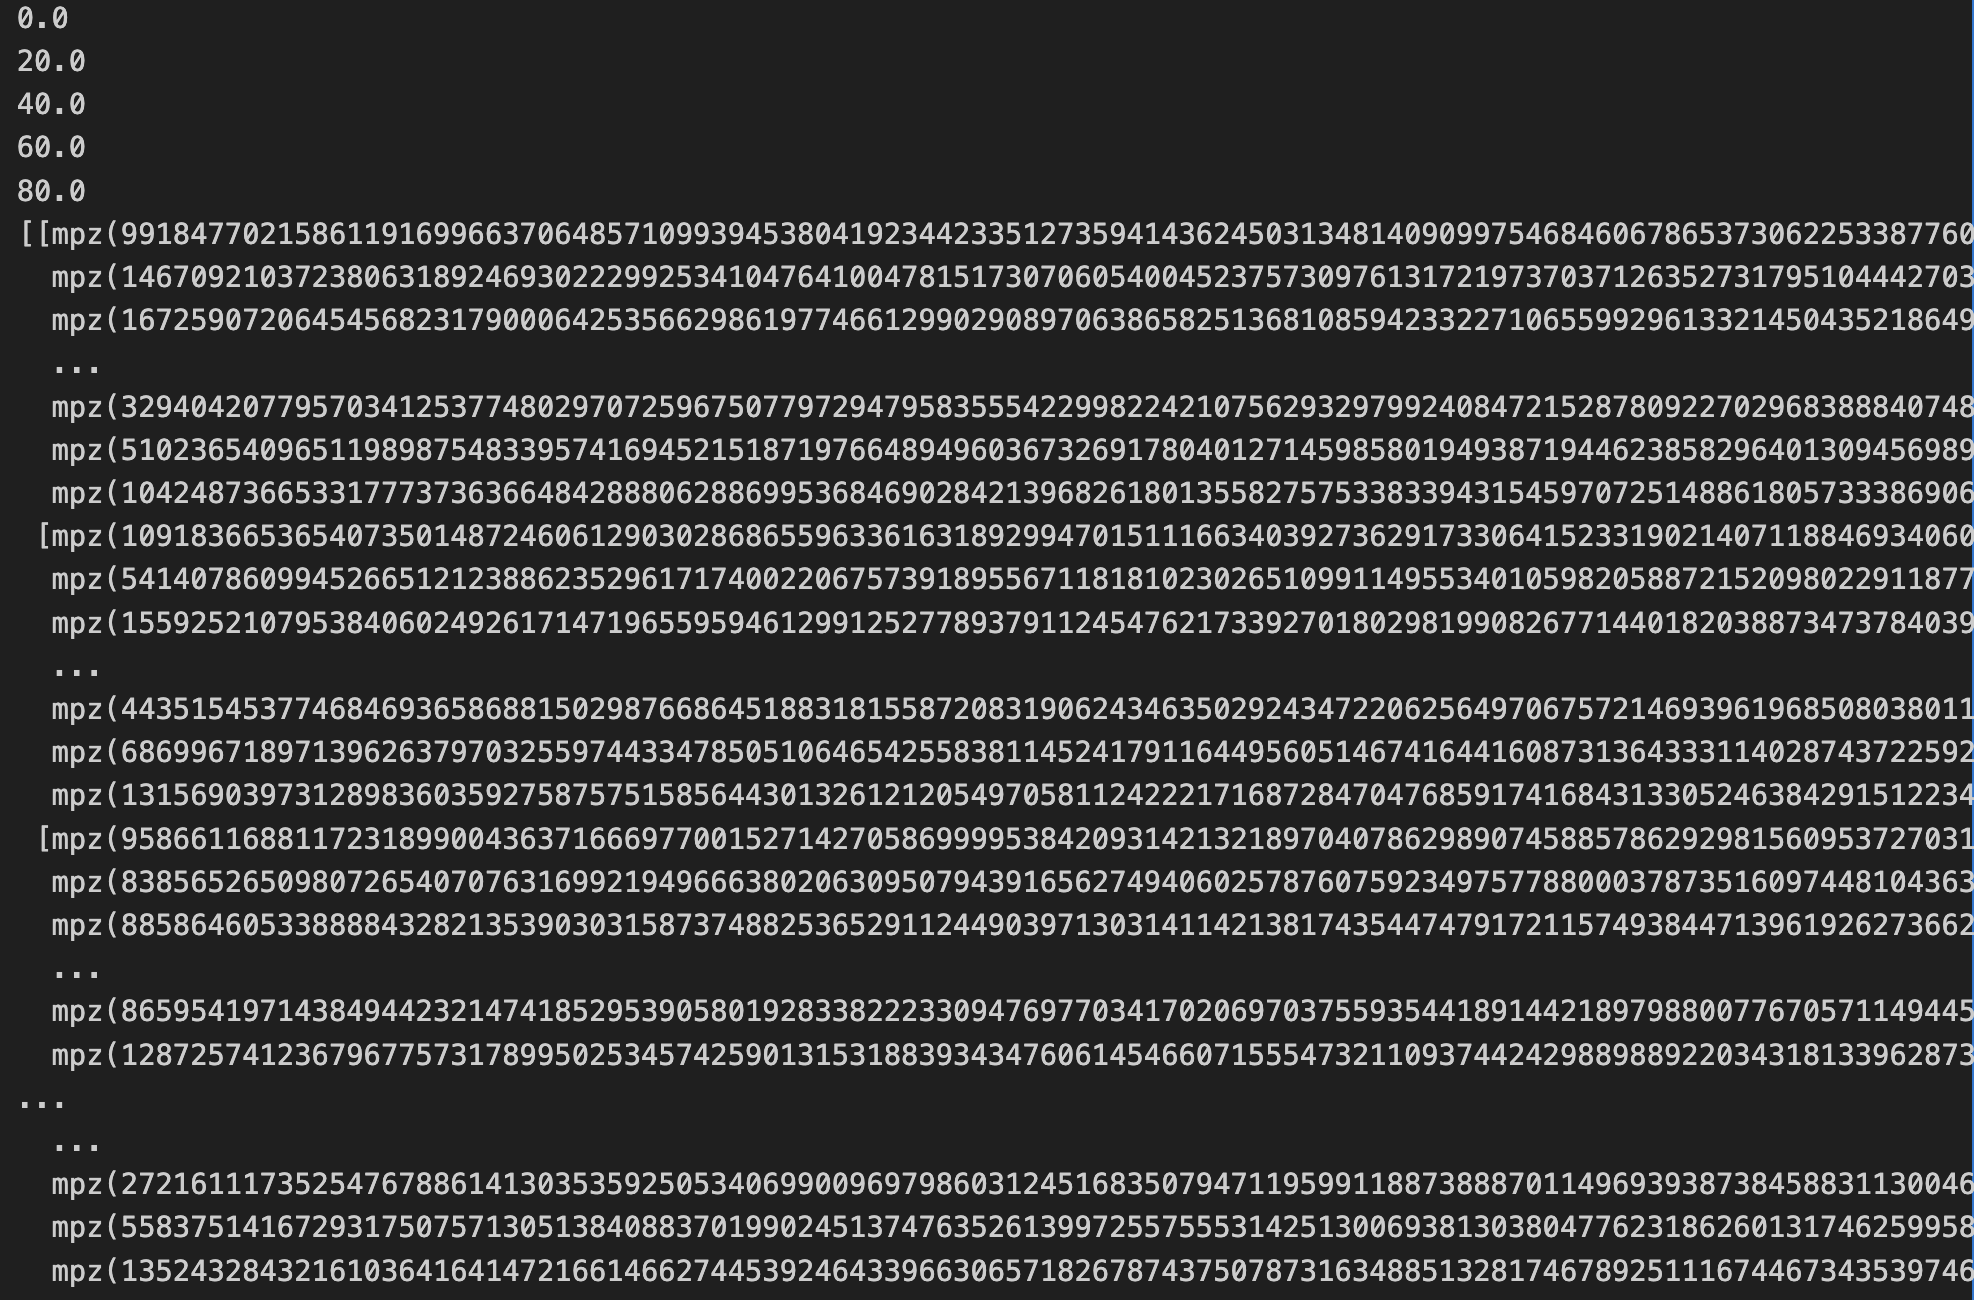 0.0
20.0
40.0
60.0
80.0
[[mpz(99184770215861191699663706485710993945380419234423351273594143624503134814090997546846067865373062253387760
mpz(14670921037238063189246930222992534104764100478151730706054004523757309761317219737037126352731795104442703
mpz(16725907206454568231790006425356629861977466129902908970638658251368108594233227106559929613321450435218649
...
mpz(32940420779570341253774802970725967507797294795835554229982242107562932979924084721528780922702968388840748
mpz(51023654096511989875483395741694521518719766489496036732691780401271459858019493871944623858296401309456989
mpz(10424873665331777373636648428880628869953684690284213968261801355827575338339431545970725148861805733386906
[mpz(10918366536540735014872460612903028686559633616318929947015111663403927362917330641523319021407118846934060
mpz(54140786099452665121238862352961717400220675739189556711818102302651099114955340105982058872152098022911877
mpz(15592521079538406024926171471965595946129912527789379112454762173392701802981990826771440182038873473784039
...
mpz(44351545377468469365868815029876686451883181558720831906243463502924347220625649706757214693961968508038011
mpz(68699671897139626379703255974433478505106465425583811452417911644956051467416441608731364333114028743722592
mpz(13156903973128983603592758757515856443013261212054970581124222171687284704768591741684313305246384291512234
[mpz(95866116881172318990043637166697700152714270586999953842093142132189704078629890745885786292981560953727031
mpz(83856526509807265407076316992194966638020630950794391656274940602578760759234975778800037873516097448104363
mpz(88586460533888843282135390303158737488253652911244903971303141142138174354474791721157493844713961926273662
...
mpz(86595419714384944232147418529539058019283382223309476977034170206970375593544189144218979880077670571149445
mpz(12872574123679677573178995025345742590131531883934347606145466071555473211093744242988988922034318133962873
...
...
mpz(27216111735254767886141303535925053406990096979860312451683507947119599118873888701149693938738458831130046
mpz(55837514167293175075713051384088370199024513747635261399725575553142513006938130380477623186260131746259958
mpz(13524328432161036416414721661466274453924643396630657182678743750787316348851328174678925111674467343539746